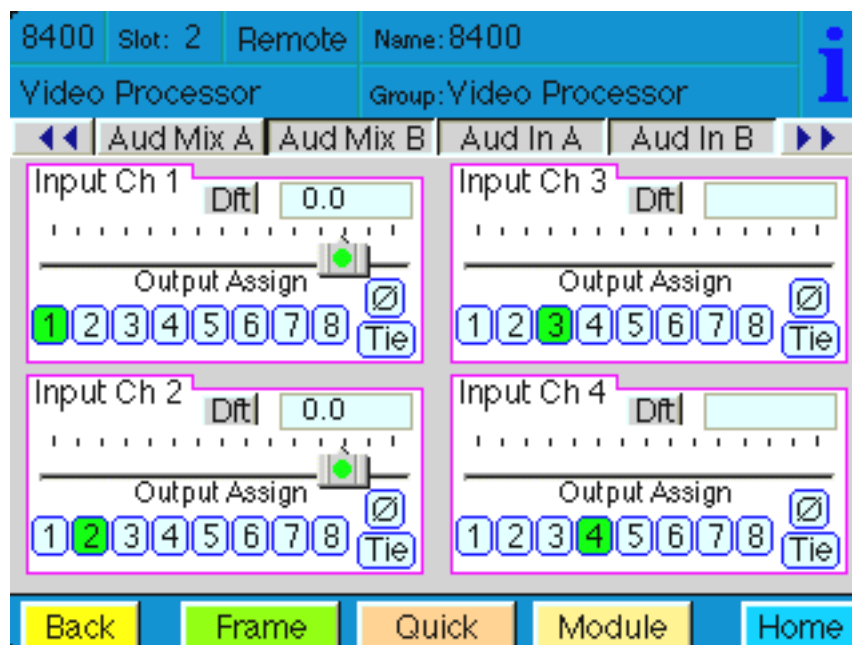 8400 Slot: 2 Remote Name: 8400 i
Video Processor Group: Video Processor
Aud Mix A Aud Mix B Aud In A Aud In B
Input Ch 1 Dft 0.0
Output Assign
1 2 3 4 5 6 7 8 Ø Tie
Input Ch 3 Dft
Output Assign
1 2 3 4 5 6 7 8 Ø Tie
Input Ch 2 Dft 0.0
Output Assign
1 2 3 4 5 6 7 8 Ø Tie
Input Ch 4 Dft
Output Assign
1 2 3 4 5 6 7 8 Ø Tie
Back Frame Quick Module Home